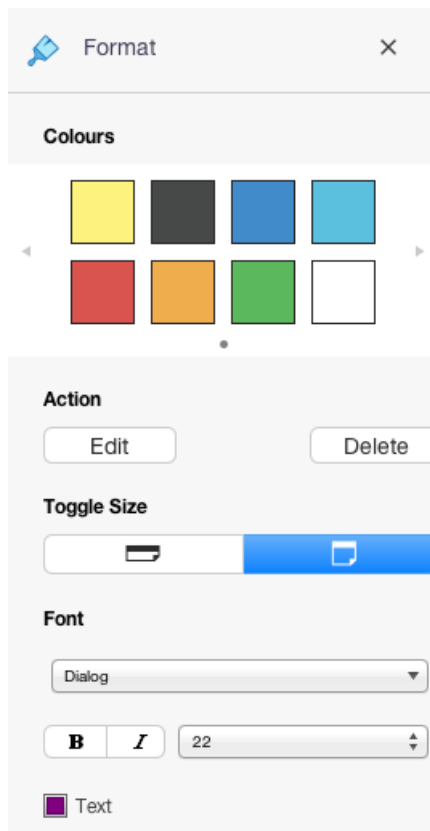 Format
Colours
Action
Edit Delete
Toggle Size
Font
Dialog
B I 22
Text